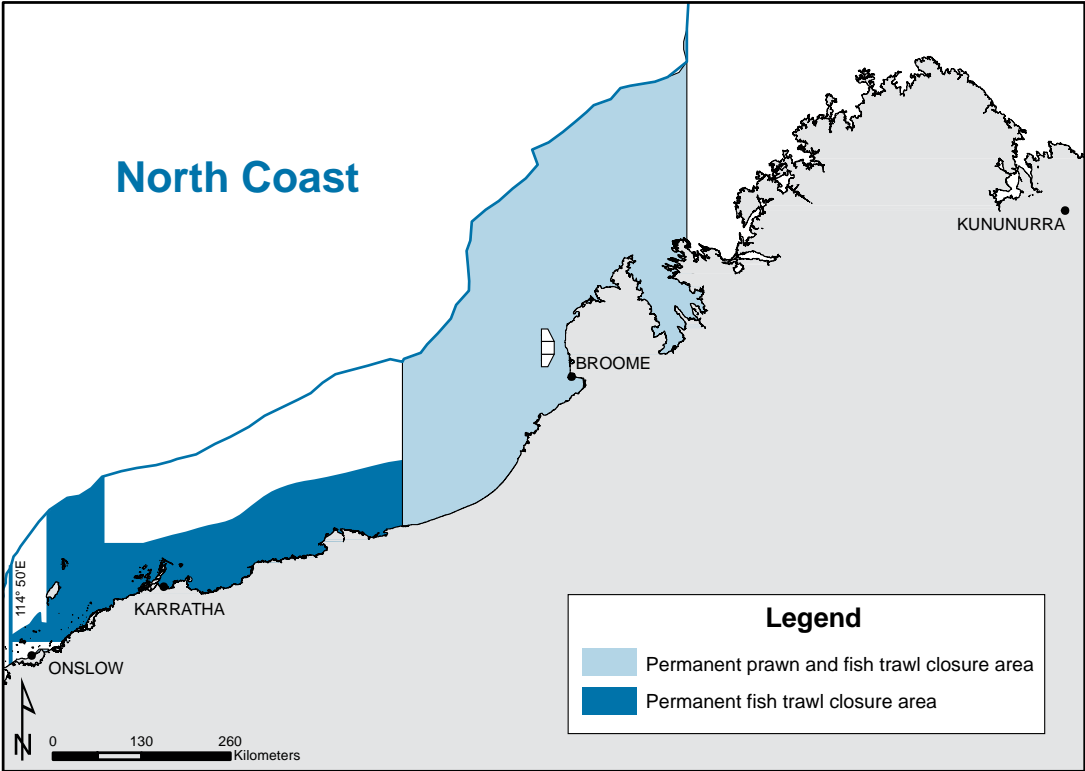 North Coast
KUNUNURRA
BROOME
114° 50'E
KARRATHA
ONSLOW
Legend
Permanent prawn and fish trawl closure area
Permanent fish trawl closure area
N
0 130 260
Kilometers